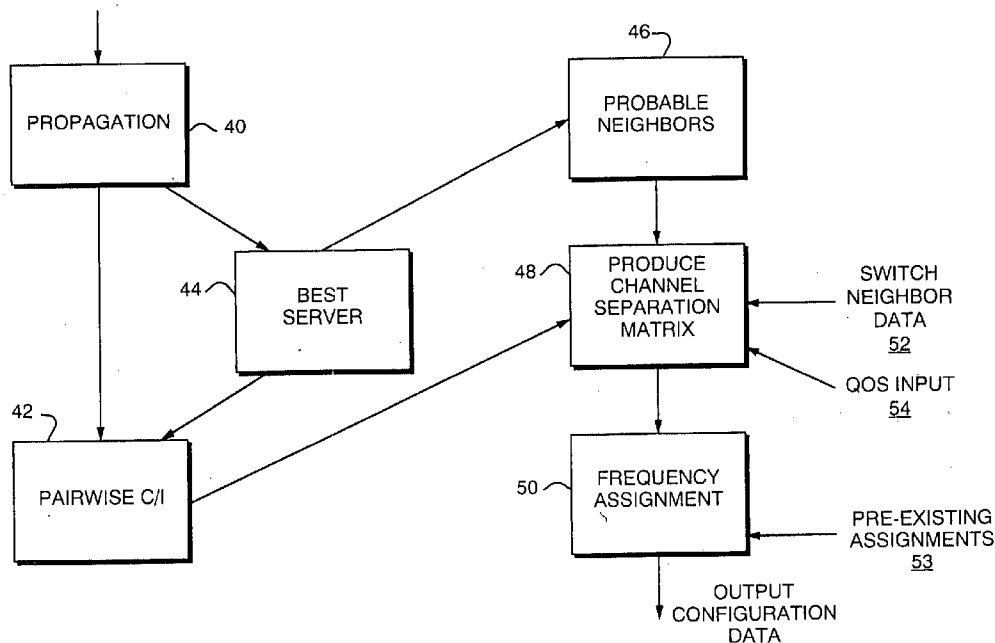 PROPAGATION
40
46
PROBABLE
NEIGHBORS
44
BEST
SERVER
48
PRODUCE
CHANNEL
SEPARATION
MATRIX
SWITCH
NEIGHBOR
DATA
52
QOS INPUT
54
42
PAIRWISE C/I
50
FREQUENCY
ASSIGNMENT
PRE-EXISTING
ASSIGNMENTS
53
OUTPUT
CONFIGURATION
DATA